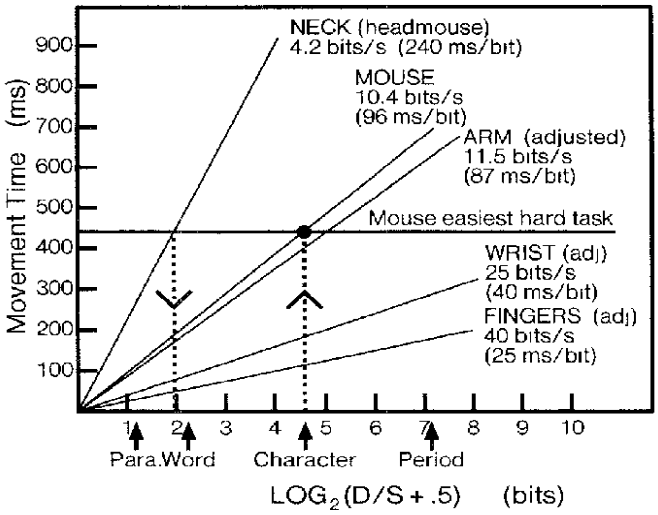 NECK (headmouse)
4.2 bits/s (240 ms/bit)
MOUSE
10.4 bits/s
(96 ms/bit)
ARM (adjusted)
11.5 bits/s
(87 ms/bit)
Mouse easiest hard task
WRIST (adj)
25 bits/s
(40 ms/bit)
FINGERS (adj)
40 bits/s
(25 ms/bit)
Movement Time (ms)
900
800
700
600
500
400
300
200
100
1 2 3 4 5 6 7 8 9 10
Para. Word Character Period
LOG₂(D/S + .5) (bits)